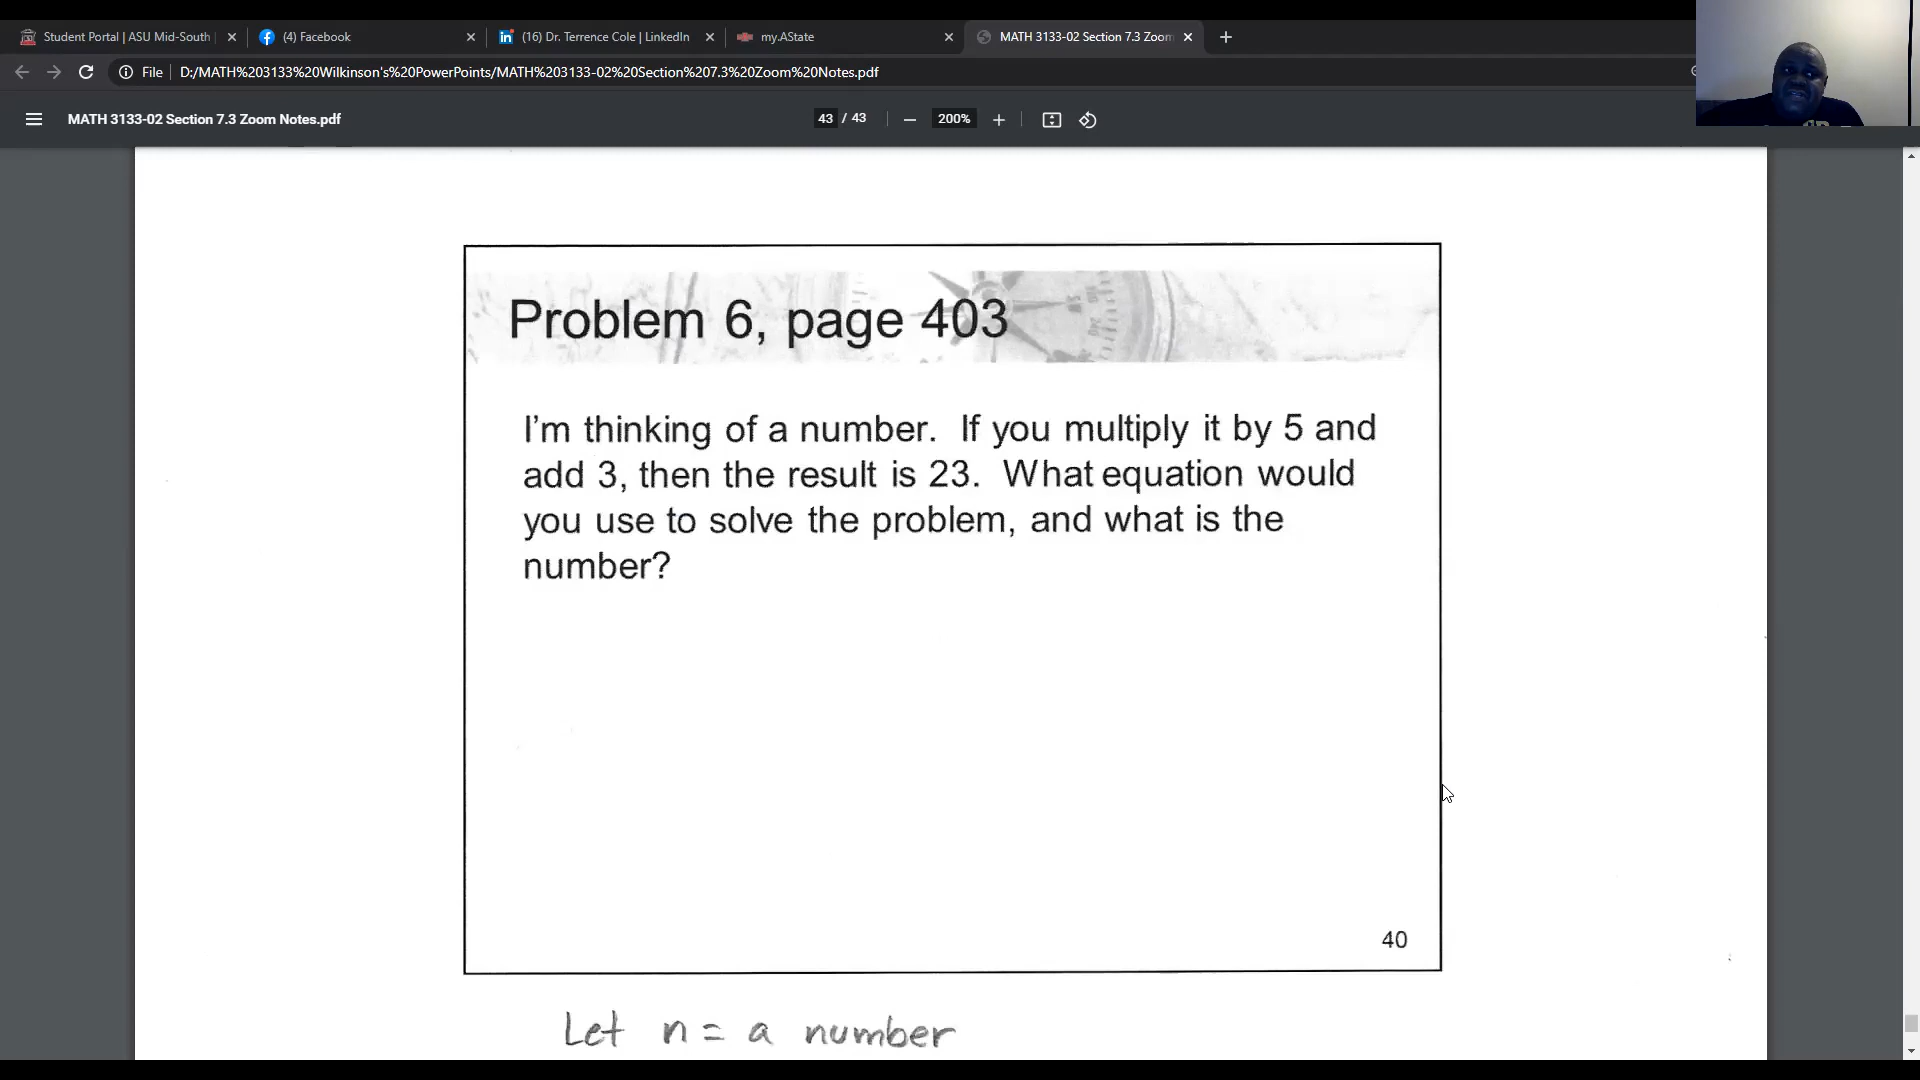 Student Portal | ASU Mid-South
(4) Facebook
(16) Dr. Terrence Cole | LinkedIn
my.AState
MATH 3133-02 Section 7.3 Zoom
File
D:/MATH%203133%20Wilkinson's%20PowerPoints/MATH%203133-02%20Section%207.3%20Zoom%20Notes.pdf
MATH 3133-02 Section 7.3 Zoom Notes.pdf
43 / 43
200%
Problem 6, page 403
I'm thinking of a number. If you multiply it by 5 and
add 3, then the result is 23. What equation would
you use to solve the problem, and what is the
number?
40
Let n = a number